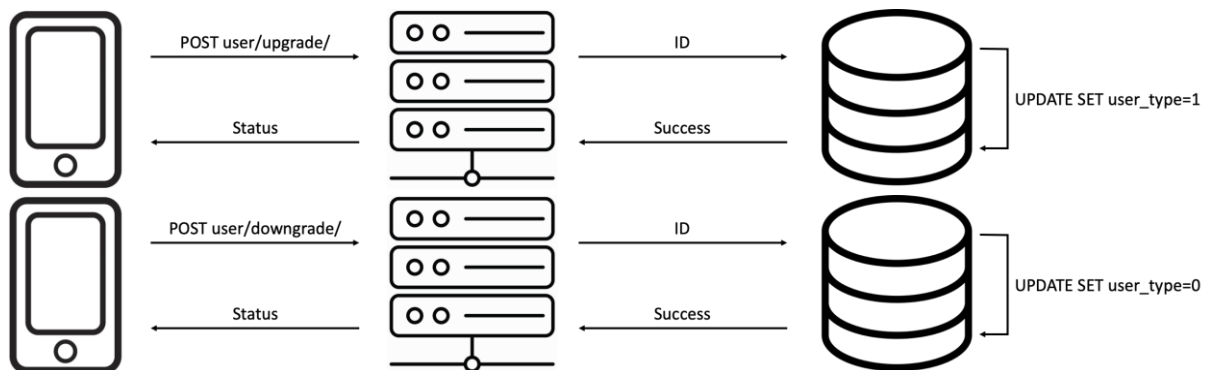 POST user/upgrade/
ID
UPDATE SET user_type=1
Status
Success
POST user/downgrade/
ID
UPDATE SET user_type=0
Status
Success